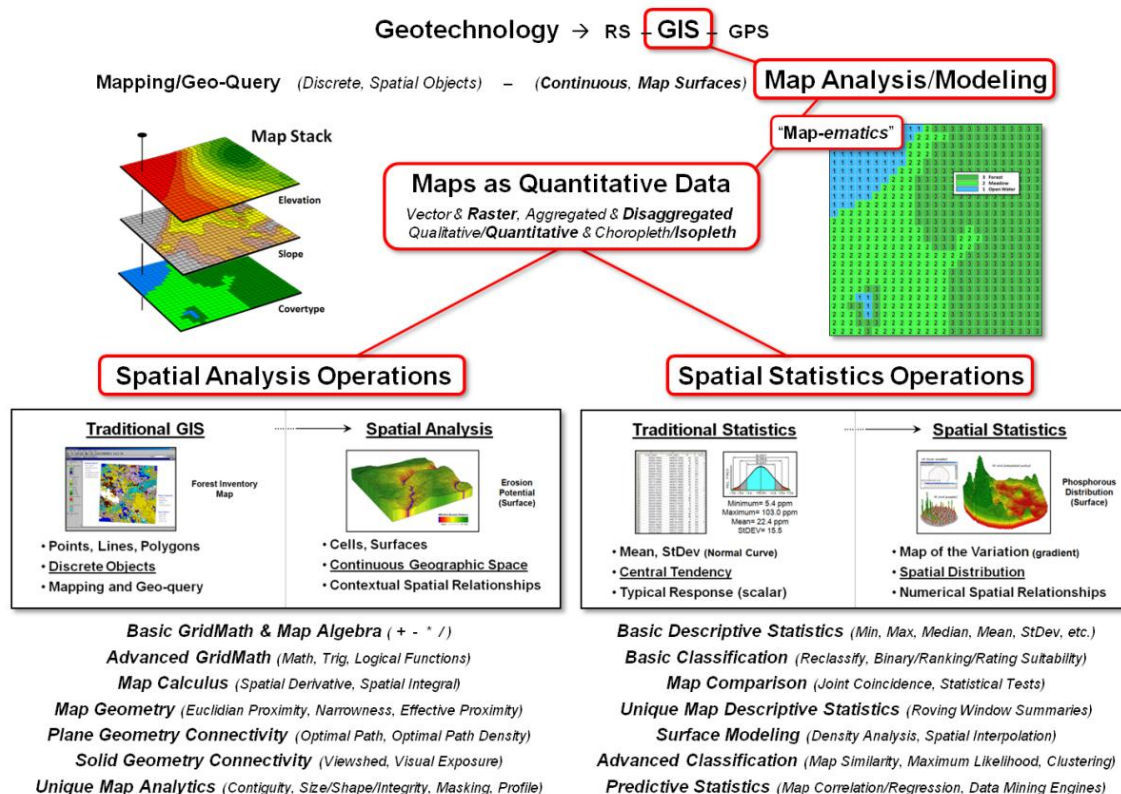 Geotechnology → RS – GIS – GPS
Mapping/Geo-Query (Discrete, Spatial Objects) – (Continuous, Map Surfaces) Map Analysis/Modeling
"Map-ematics"
Map Stack
Elevation
Slope
Covertype
Maps as Quantitative Data
Vector & Raster, Aggregated & Disaggregated
Qualitative/Quantitative & Choropleth/Isopleth
3 Forest
2 Meadow
1 Open Water
Spatial Analysis Operations
Traditional GIS
Spatial Analysis
Forest Inventory
Map
Erosion
Potential
(Surface)
• Points, Lines, Polygons
• Discrete Objects
• Mapping and Geo-query
• Cells, Surfaces
• Continuous Geographic Space
• Contextual Spatial Relationships
Basic GridMath & Map Algebra ( + - * / )
Advanced GridMath (Math, Trig, Logical Functions)
Map Calculus (Spatial Derivative, Spatial Integral)
Map Geometry (Euclidian Proximity, Narrowness, Effective Proximity)
Plane Geometry Connectivity (Optimal Path, Optimal Path Density)
Solid Geometry Connectivity (Viewshed, Visual Exposure)
Unique Map Analytics (Contiguity, Size/Shape/Integrity, Masking, Profile)
Spatial Statistics Operations
Traditional Statistics
Spatial Statistics
Minimum= 5.4 ppm
Maximum= 103.0 ppm
Mean= 22.4 ppm
StDEV= 15.5
Phosphorous
Distribution
(Surface)
• Mean, StDev (Normal Curve)
• Central Tendency
• Typical Response (scalar)
• Map of the Variation (gradient)
• Spatial Distribution
• Numerical Spatial Relationships
Basic Descriptive Statistics (Min, Max, Median, Mean, StDev, etc.)
Basic Classification (Reclassify, Binary/Ranking/Rating Suitability)
Map Comparison (Joint Coincidence, Statistical Tests)
Unique Map Descriptive Statistics (Roving Window Summaries)
Surface Modeling (Density Analysis, Spatial Interpolation)
Advanced Classification (Map Similarity, Maximum Likelihood, Clustering)
Predictive Statistics (Map Correlation/Regression, Data Mining Engines)